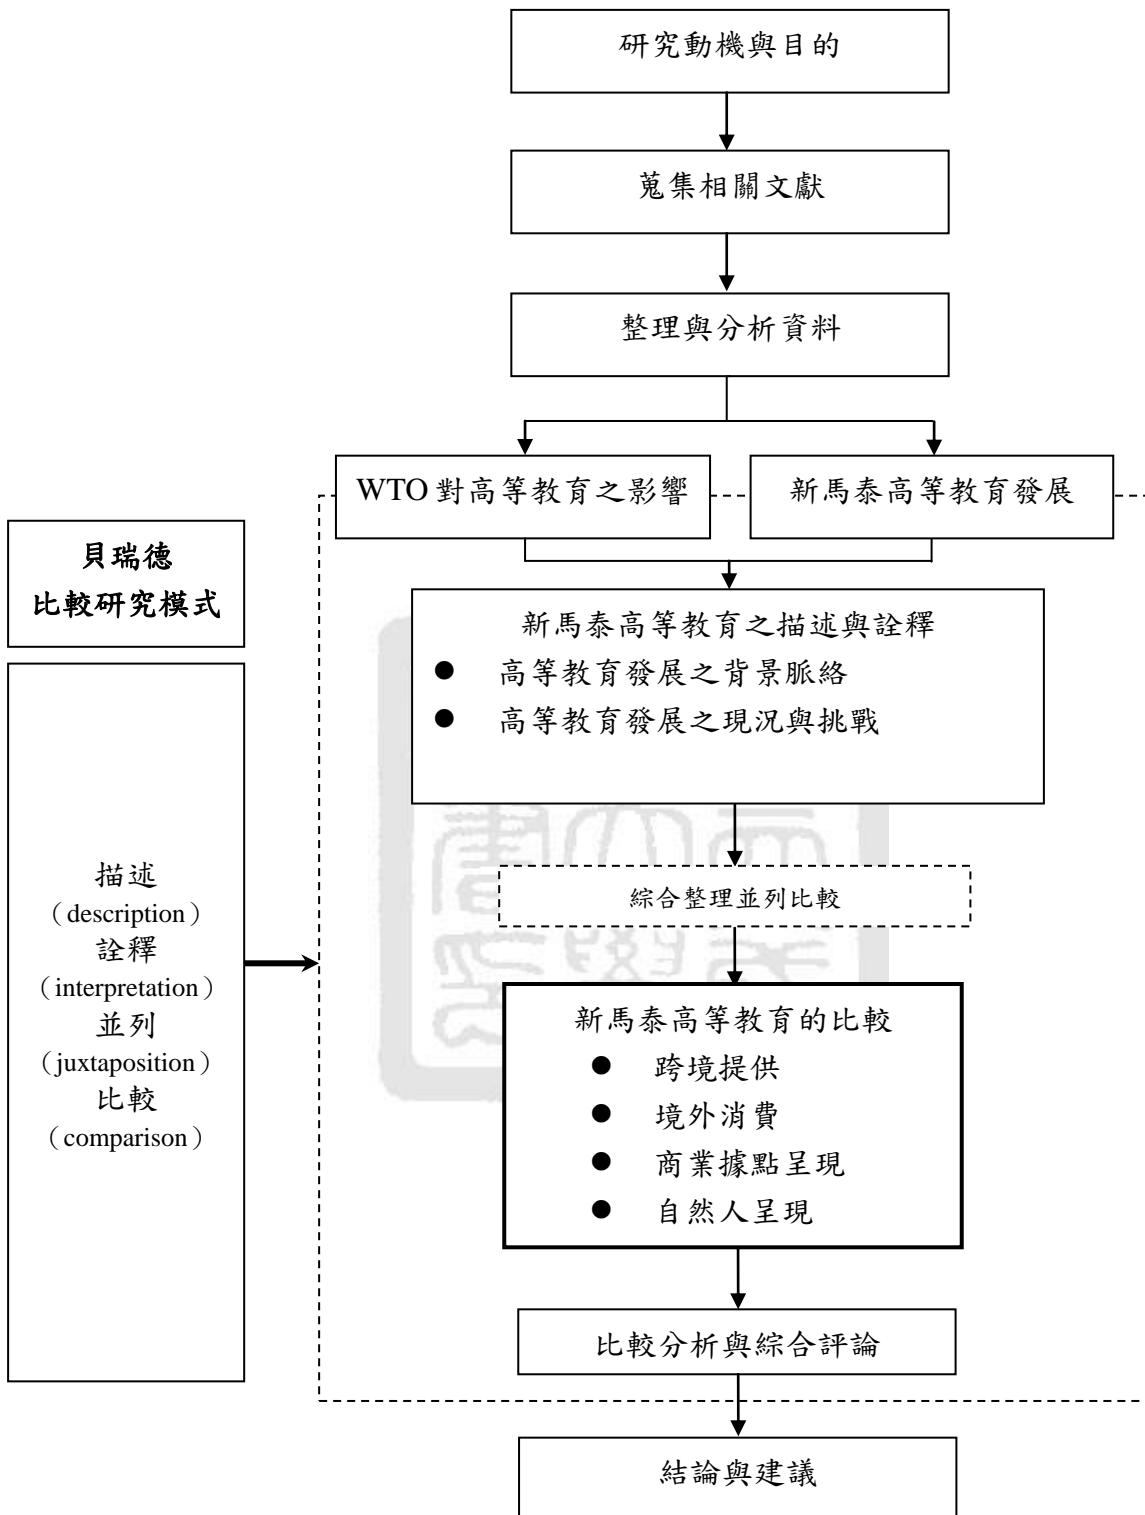 研究動機與目的
蒐集相關文獻
整理與分析資料
WTO 對高等教育之影響
新馬泰高等教育發展
貝瑞德
比較研究模式
新馬泰高等教育之描述與詮釋
● 高等教育發展之背景脈絡
● 高等教育發展之現況與挑戰
描述
（description）
詮釋
（interpretation）
並列
（juxtaposition）
比較
（comparison）
綜合整理並列比較
新馬泰高等教育的比較
● 跨境提供
● 境外消費
● 商業據點呈現
● 自然人呈現
比較分析與綜合評論
結論與建議